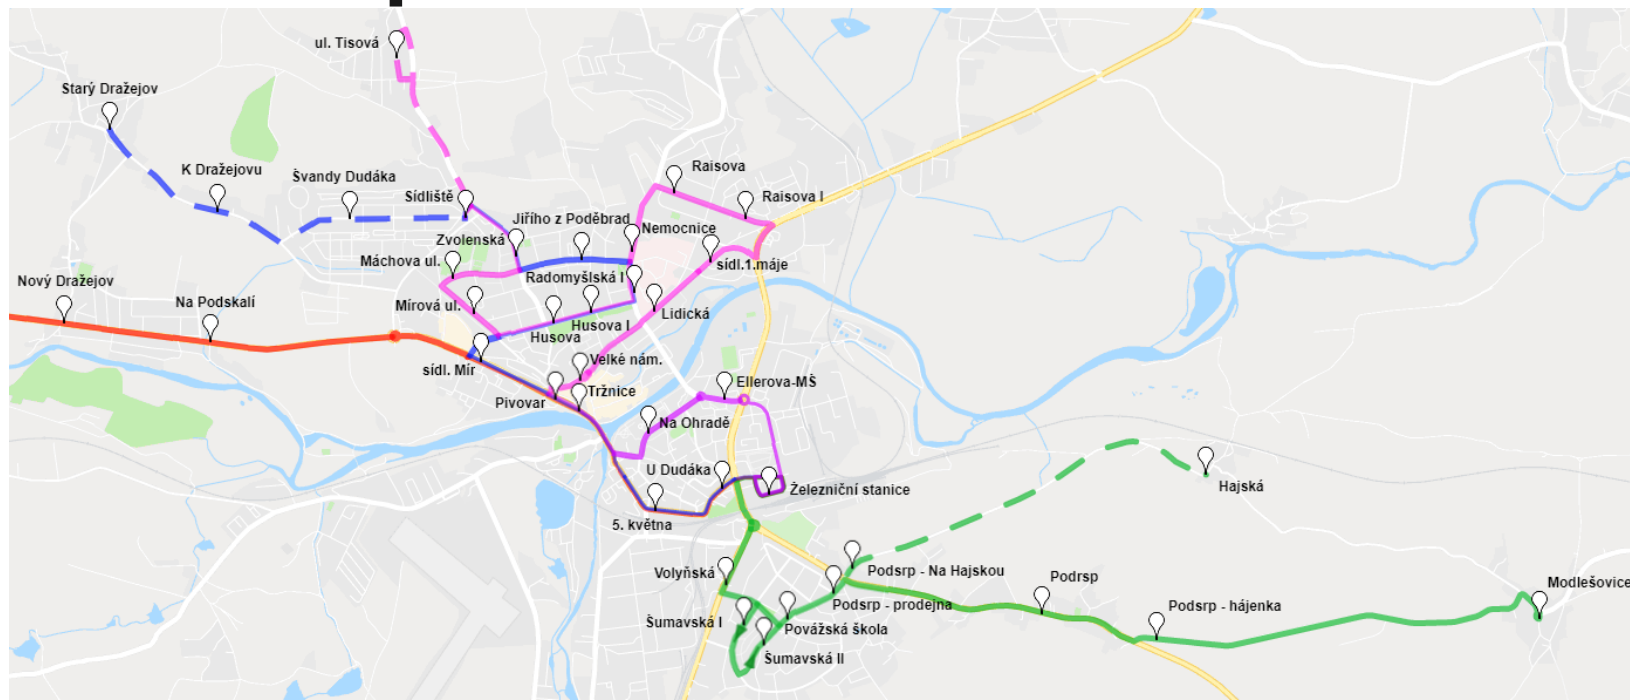 ul. Tisová
Starý Dražejov
K Dražejovu
Švandy Dudáka
Sídliště
Raisova
Raisova I
Jiřího z Poděbrad
Nemocnice
Zvolenská
Máchova ul.
sídl.1.máje
Radomyšlská I
Nový Dražejov
Na Podskalí
Mírová ul.
Husova I
Lidická
Husova
sídl. Mír
Velké nám.
Ellerova-MŠ
Tržnice
Pivovar
Na Ohradě
U Dudáka
Železniční stanice
Hajská
5. května
Volyňská
Podsrp - Na Hajskou
Podrsp
Modlešovice
Podsrp - prodejna
Podsrp - hájenka
Šumavská I
Povážská škola
Šumavská II